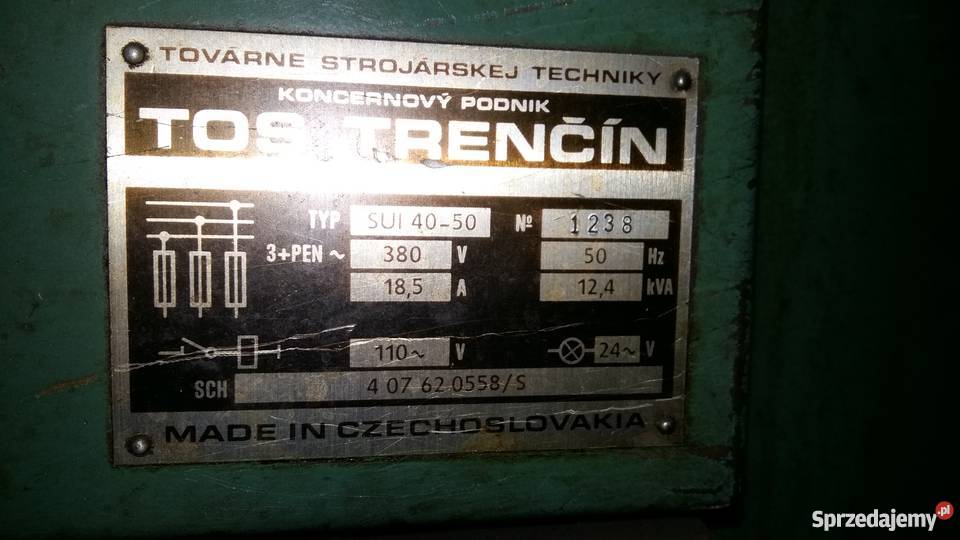 TOVÁRNE STROJÁRSKEJ TECHNIKY
KONCERNOVÝ PODNIK
TOS TRENČÍN
TYP SUI 40-50 № 1238
3+PEN ~ 380 V 50 Hz
18,5 A 12,4 kVA
110~ V 24~ V
SCH 4 07 62 0558/S
MADE IN CZECHOSLOVAKIA
Sprzedajemy.pl